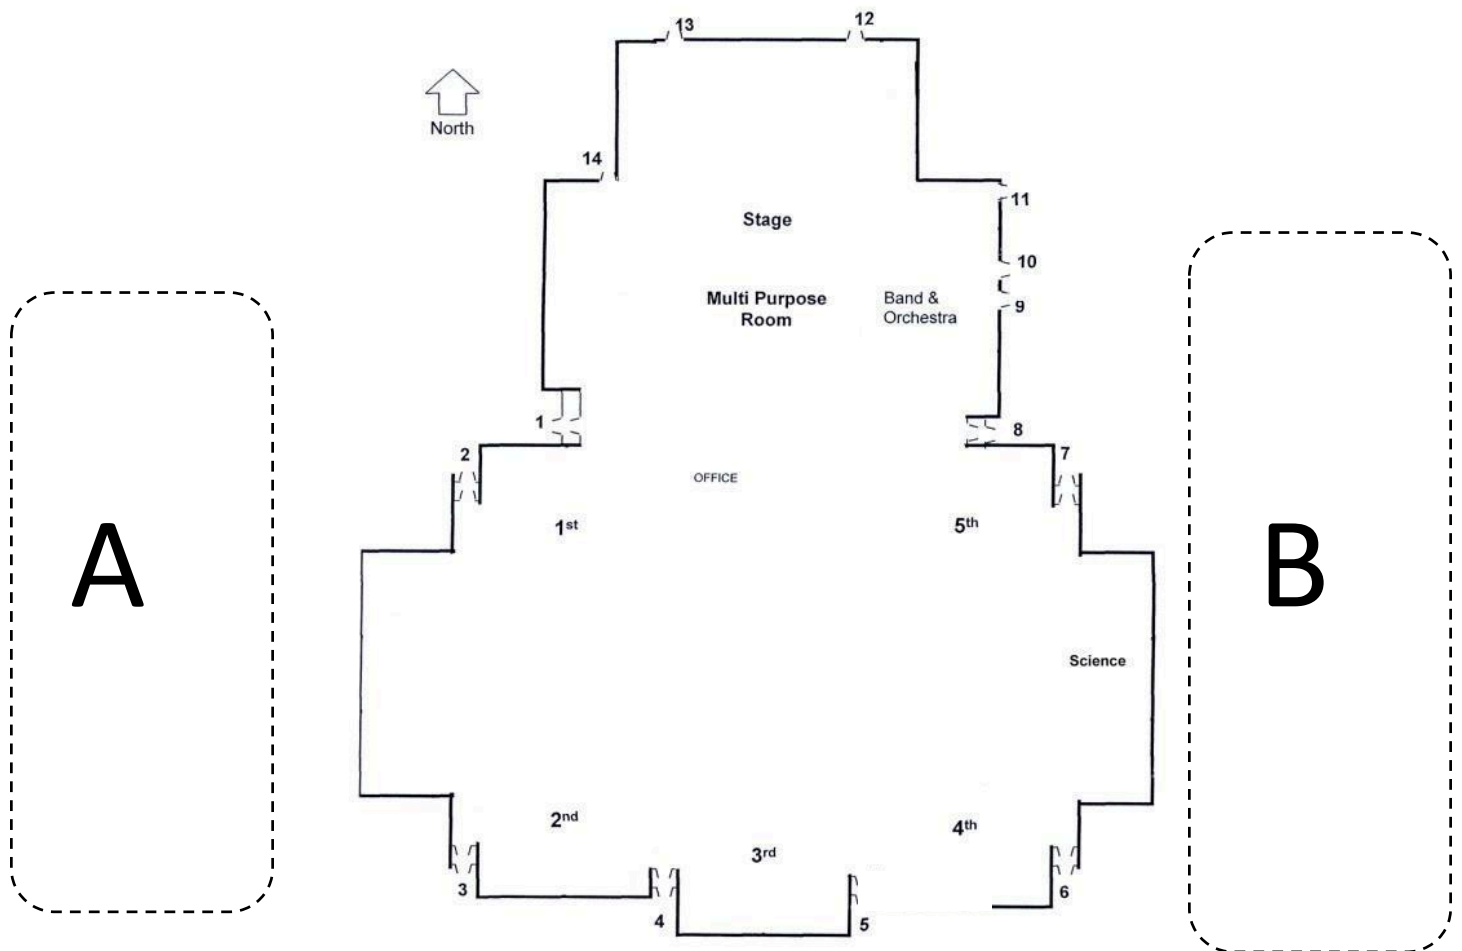 13
12
North
14
11
Stage
10
Multi Purpose
Room
Band &
Orchestra
9
1
8
2
7
OFFICE
1st
5th
A
B
Science
2nd
4th
3rd
3
6
4
5